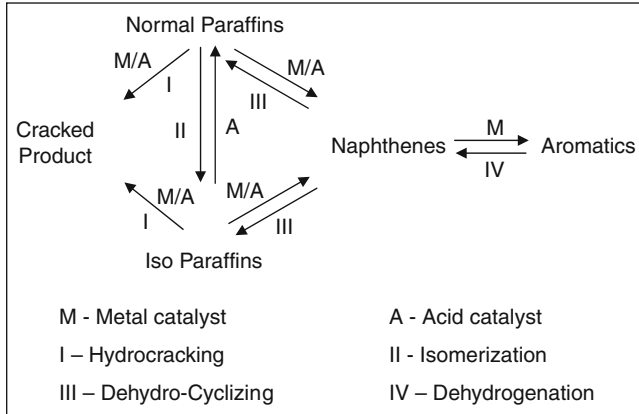 Normal Paraffins
M/A M/A
I III
II A
Cracked
Product
Naphthenes M Aromatics
IV
M/A M/A
I III
Iso Paraffins
M - Metal catalyst A - Acid catalyst
I – Hydrocracking II - Isomerization
III – Dehydro-Cyclizing IV – Dehydrogenation